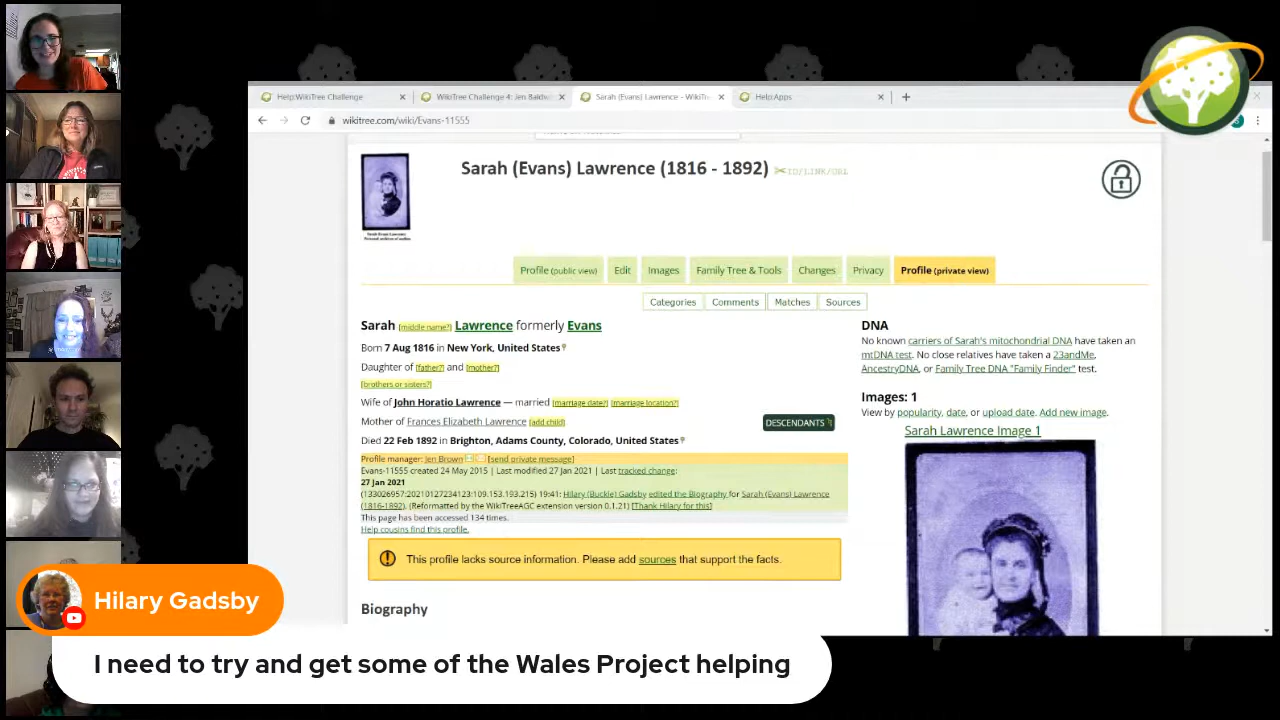 Help:WikiTree Challenge
WikiTree Challenge 4: Jen Baldw
Sarah (Evans) Lawrence - WikiTr
Help:Apps
wikitree.com/wiki/Evans-11555
Sarah (Evans) Lawrence (1816 - 1892)
ID/LINK/URL
Profile (public view)
Edit
Images
Family Tree & Tools
Changes
Privacy
Profile (private view)
Categories
Comments
Matches
Sources
Sarah [middle name?] Lawrence formerly Evans
Born 7 Aug 1816 in New York, United States
Daughter of [father?] and [mother?]
[brothers or sisters?]
Wife of John Horatio Lawrence — married [marriage date?] [marriage location?]
Mother of Frances Elizabeth Lawrence [add child]
DESCENDANTS
Died 22 Feb 1892 in Brighton, Adams County, Colorado, United States
Profile manager: Jen Brown [send private message]
Evans-11555 created 24 May 2015 | Last modified 27 Jan 2021 | Last tracked change:
27 Jan 2021
(133026957:20210127234123:109.153.193.215) 19:41: Hilary (Buckle) Gadsby edited the Biography for Sarah (Evans) Lawrence
(1816-1892). (Reformatted by the WikiTreeAGC extension version 0.1.21) [Thank Hilary for this]
This page has been accessed 134 times.
Help cousins find this profile.
This profile lacks source information. Please add sources that support the facts.
Biography
DNA
No known carriers of Sarah's mitochondrial DNA have taken an
mtDNA test. No close relatives have taken a 23andMe,
AncestryDNA, or Family Tree DNA "Family Finder" test.
Images: 1
View by popularity, date, or upload date. Add new image.
Sarah Lawrence Image 1
Hilary Gadsby
I need to try and get some of the Wales Project helping